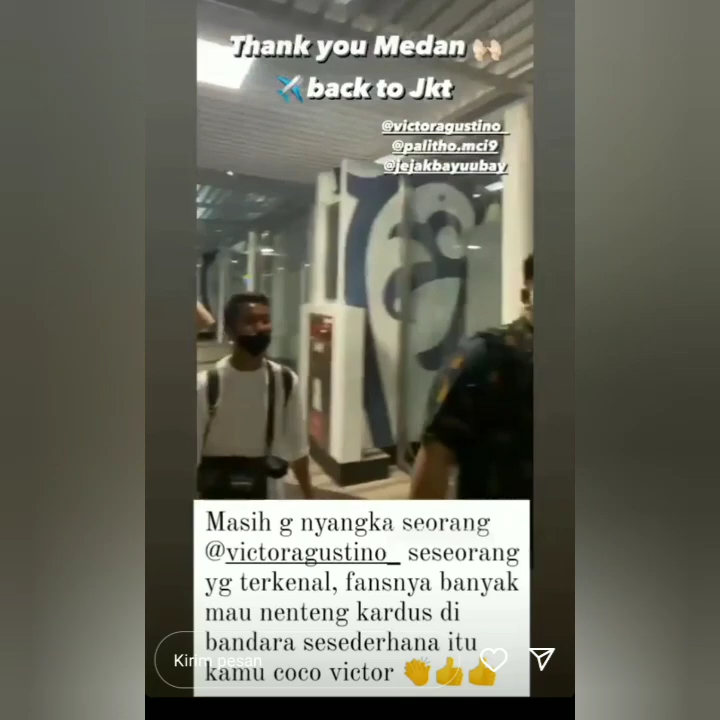 Thank you Medan 🙌🏻
✈️ back to Jkt
@victoragustino_
@palitho.mci9
@jejakbayuubay
Masih g nyangka seorang
@victoragustino_ seseorang
yg terkenal, fansnya banyak
mau nenteng kardus di
bandara sesederhana itu
kamu coco victor 👏👍👍
Kirim pesan